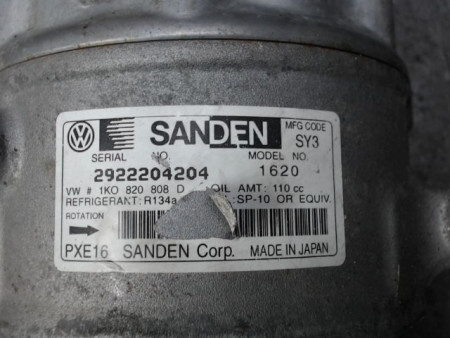 SANDEN
MFG CODE
SY3
SERIAL NO. MODEL NO.
2922204204 1620
VW # 1K0 820 808 D OIL AMT: 110 cc
REFRIGERANT: R134a :SP-10 OR EQUIV.
ROTATION
PXE16 SANDEN Corp. MADE IN JAPAN